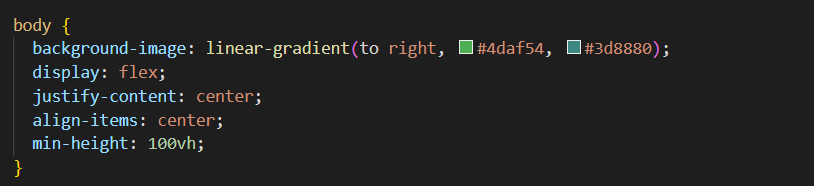 body {
  background-image: linear-gradient(to right, #4daf54, #3d8880);
  display: flex;
  justify-content: center;
  align-items: center;
  min-height: 100vh;
}